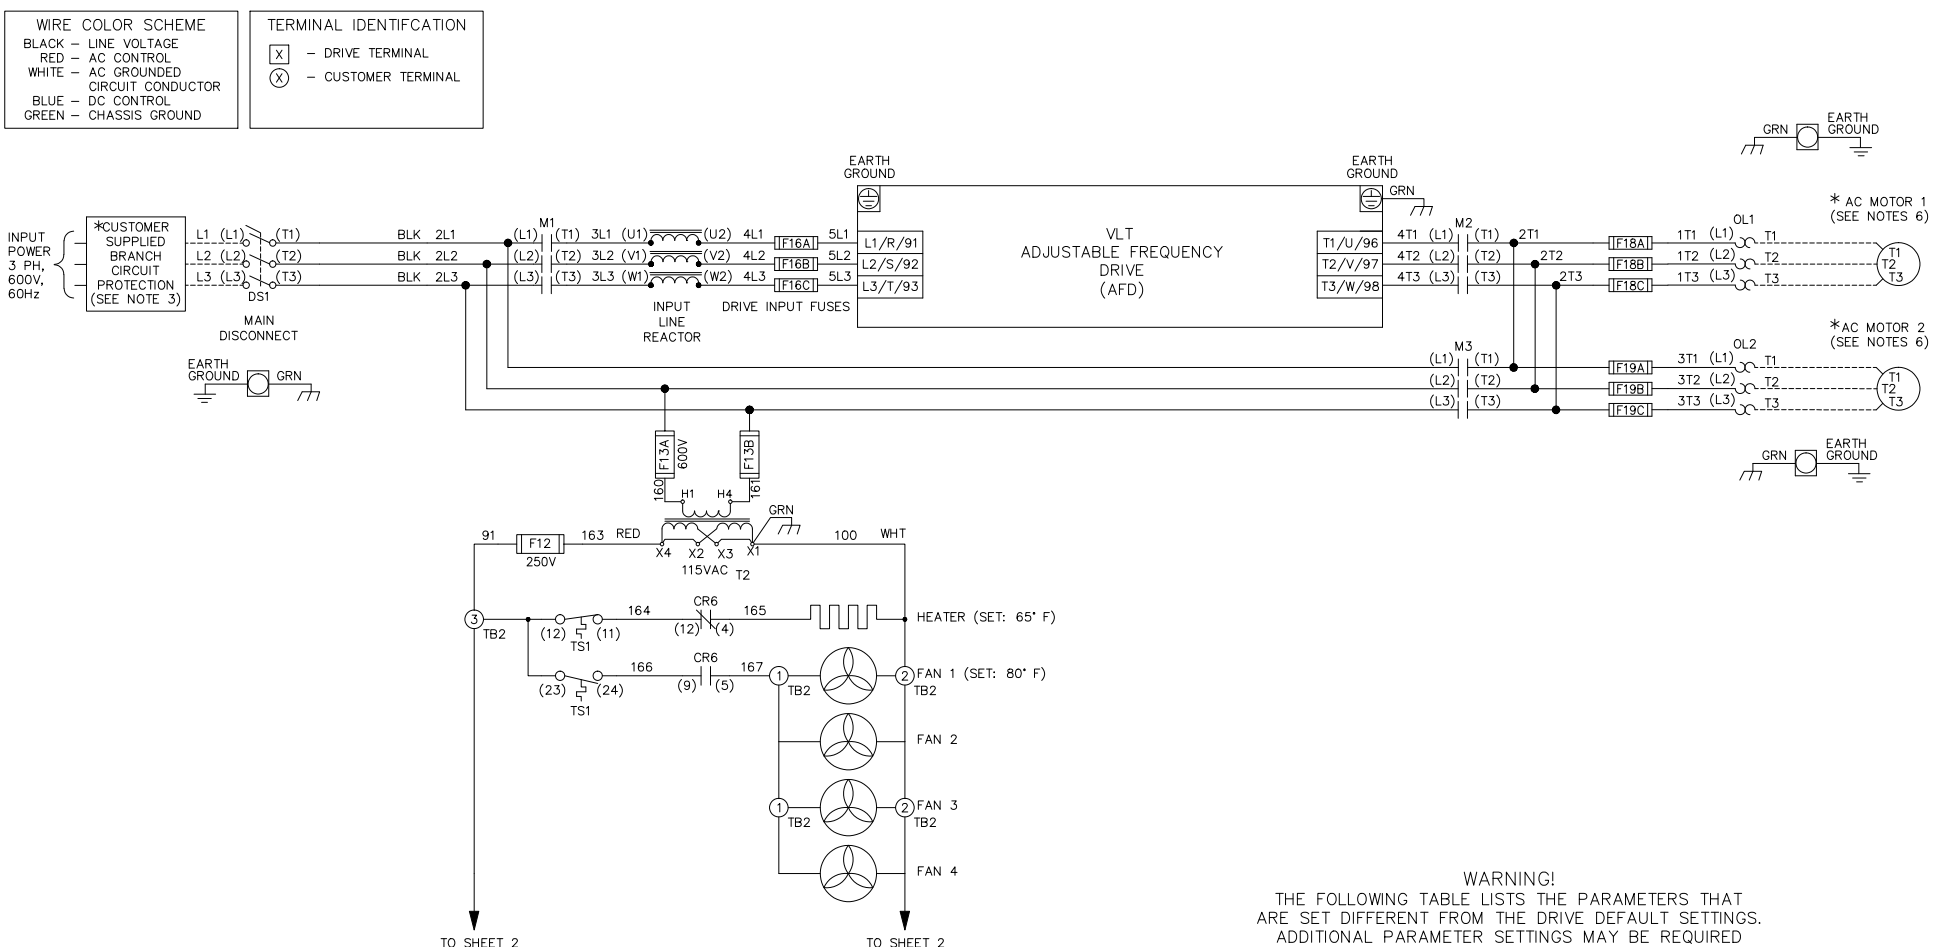 WIRE COLOR SCHEME
BLACK – LINE VOLTAGE
RED – AC CONTROL
WHITE – AC GROUNDED
CIRCUIT CONDUCTOR
BLUE – DC CONTROL
GREEN – CHASSIS GROUND
TERMINAL IDENTIFCATION
X – DRIVE TERMINAL
X – CUSTOMER TERMINAL
GRN
EARTH
GROUND
INPUT
POWER
3 PH,
600V,
60Hz
*CUSTOMER
SUPPLIED
BRANCH
CIRCUIT
PROTECTION
(SEE NOTE 3)
L1 (L1) (T1) BLK 2L1 (L1) M1 (T1) 3L1 (U1) (U2) 4L1 F16A 5L1
L2 (L2) (T2) BLK 2L2 (L2) (T2) 3L2 (V1) (V2) 4L2 F16B 5L2
L3 (L3) (T3) BLK 2L3 (L3) (T3) 3L3 (W1) (W2) 4L3 F16C 5L3
DS1
MAIN
DISCONNECT
INPUT
LINE
REACTOR
DRIVE INPUT FUSES
EARTH
GROUND
EARTH
GROUND
GRN
L1/R/91
L2/S/92
L3/T/93
VLT
ADJUSTABLE FREQUENCY
DRIVE
(AFD)
T1/U/96
T2/V/97
T3/W/98
4T1 (L1) M2 (T1) 2T1 F18A 1T1 (L1) OL1 T1
4T2 (L2) (T2) 2T2 F18B 1T2 (L2) T2
4T3 (L3) (T3) 2T3 F18C 1T3 (L3) T3
* AC MOTOR 1
(SEE NOTES 6)
T1
T2
T3
EARTH
GROUND
GRN
(L1) M3 (T1) F19A 3T1 (L1) OL2 T1
(L2) (T2) F19B 3T2 (L2) T2
(L3) (T3) F19C 3T3 (L3) T3
*AC MOTOR 2
(SEE NOTES 6)
T1
T2
T3
GRN
EARTH
GROUND
F13A
600V
F13B
160
161
H1 H4
GRN
91 F12 163 RED
250V
X4 X2 X3 X1
115VAC T2
100 WHT
3
TB2
(12) (11)
TS1
164
CR6
(12) (4)
165
HEATER (SET: 65° F)
(23) (24)
TS1
166
CR6
(9) (5)
167
1
TB2
2
TB2
FAN 1 (SET: 80° F)
FAN 2
1
TB2
2
TB2
FAN 3
FAN 4
TO SHEET 2
TO SHEET 2
WARNING!
THE FOLLOWING TABLE LISTS THE PARAMETERS THAT
ARE SET DIFFERENT FROM THE DRIVE DEFAULT SETTINGS.
ADDITIONAL PARAMETER SETTINGS MAY BE REQUIRED